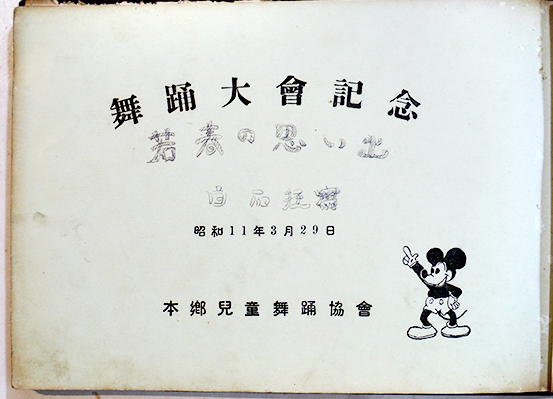 舞踊大會記念
若春の思い出
昭和11年3月29日
本鄉兒童舞踊協會